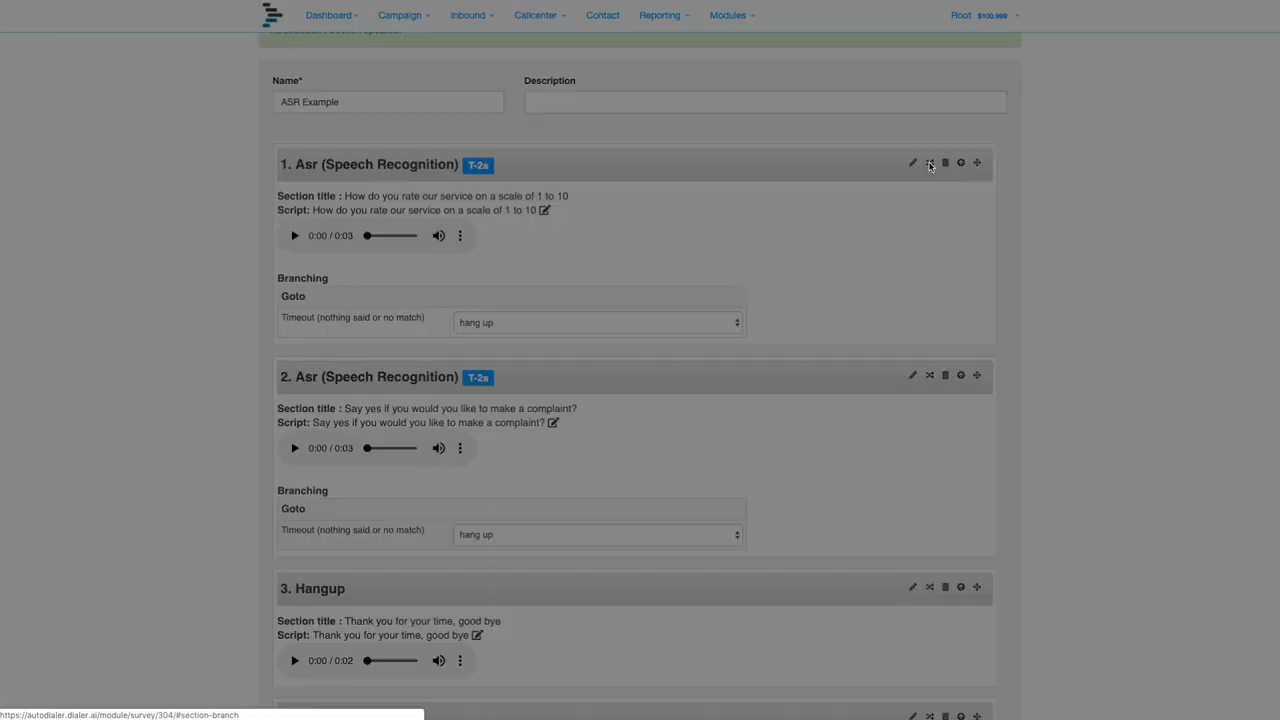 Dashboard Campaign Inbound Callcenter Contact Reporting Modules Root $100,999
Name* Description
ASR Example
1. Asr (Speech Recognition) T-2s
Section title : How do you rate our service on a scale of 1 to 10
Script: How do you rate our service on a scale of 1 to 10
0:00 / 0:03
Branching
Goto
Timeout (nothing said or no match) hang up
2. Asr (Speech Recognition) T-2s
Section title : Say yes if you would you like to make a complaint?
Script: Say yes if you would you like to make a complaint?
0:00 / 0:03
Branching
Goto
Timeout (nothing said or no match) hang up
3. Hangup
Section title : Thank you for your time, good bye
Script: Thank you for your time, good bye
0:00 / 0:02
https://autodialer.dialer.ai/module/survey/304/#section-branch